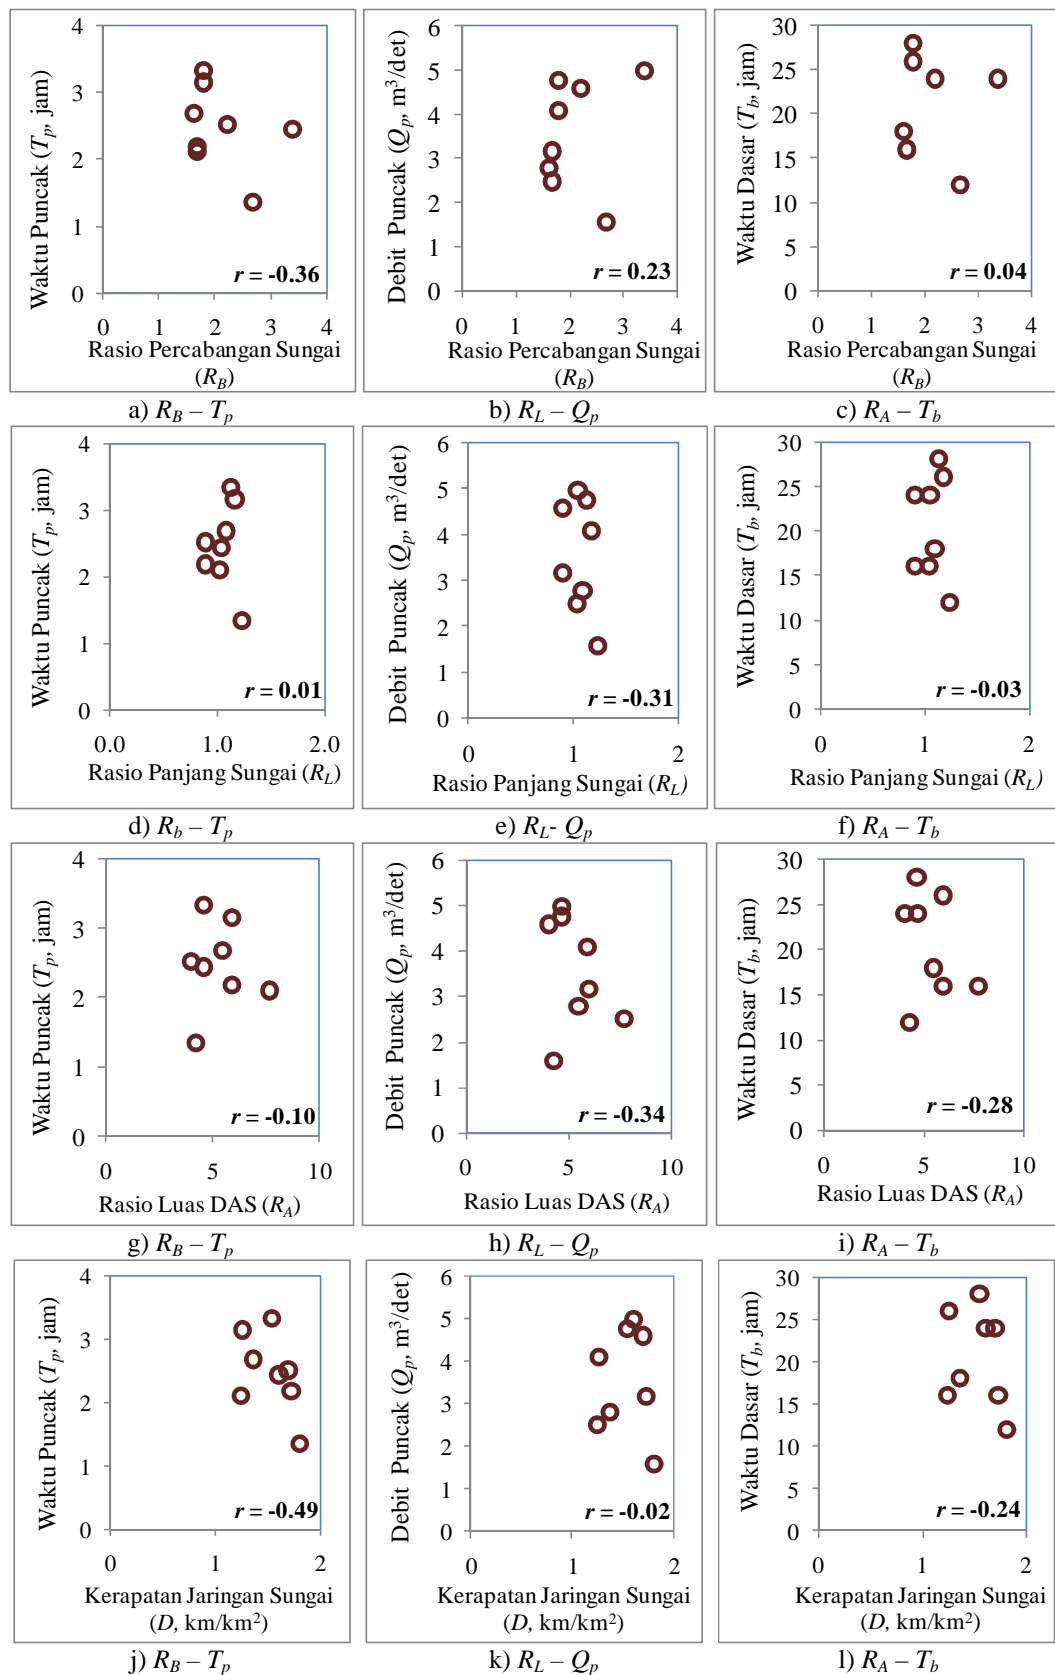 4
3
2
1
0
Waktu Puncak (Tp, jam)
r = -0.36
0 1 2 3 4
Rasio Percabangan Sungai
(RB)
a) RB – Tp
6
5
4
3
2
1
0
Debit Puncak (Qp, m³/det)
r = 0.23
0 1 2 3 4
Rasio Percabangan Sungai
(RB)
b) RL – Qp
30
25
20
15
10
5
0
Waktu Dasar (Tb, jam)
r = 0.04
0 1 2 3 4
Rasio Percabangan Sungai
(RB)
c) RA – Tb
4
3
2
1
0
Waktu Puncak (Tp, jam)
r = 0.01
0.0 1.0 2.0
Rasio Panjang Sungai (RL)
d) Rb – Tp
6
5
4
3
2
1
0
Debit Puncak (Qp, m³/det)
r = -0.31
0 1 2
Rasio Panjang Sungai (RL)
e) RL- Qp
30
25
20
15
10
5
0
Waktu Dasar (Tb, jam)
r = -0.03
0 1 2
Rasio Panjang Sungai (RL)
f) RA – Tb
4
3
2
1
0
Waktu Puncak (Tp, jam)
r = -0.10
0 5 10
Rasio Luas DAS (RA)
g) RB – Tp
6
5
4
3
2
1
0
Debit Puncak (Qp, m³/det)
r = -0.34
0 5 10
Rasio Luas DAS (RA)
h) RL – Qp
30
25
20
15
10
5
0
Waktu Dasar (Tb, jam)
r = -0.28
0 5 10
Rasio Luas DAS (RA)
i) RA – Tb
4
3
2
1
0
Waktu Puncak (Tp, jam)
r = -0.49
0 1 2
Kerapatan Jaringan Sungai
(D, km/km²)
j) RB – Tp
6
5
4
3
2
1
0
Debit Puncak (Qp, m³/det)
r = -0.02
0 1 2
Kerapatan Jaringan Sungai
(D, km/km²)
k) RL – Qp
30
25
20
15
10
5
0
Waktu Dasar (Tb, jam)
r = -0.24
0 1 2
Kerapatan Jaringan Sungai
(D, km/km²)
l) RA – Tb